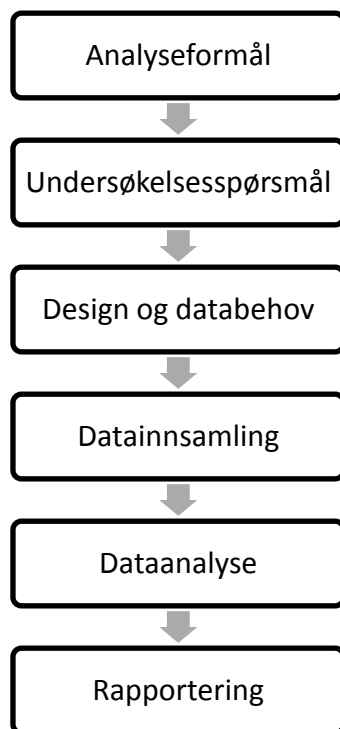 Analyseformål
Undersøkelsesspørsmål
Design og databehov
Datainnsamling
Dataanalyse
Rapportering